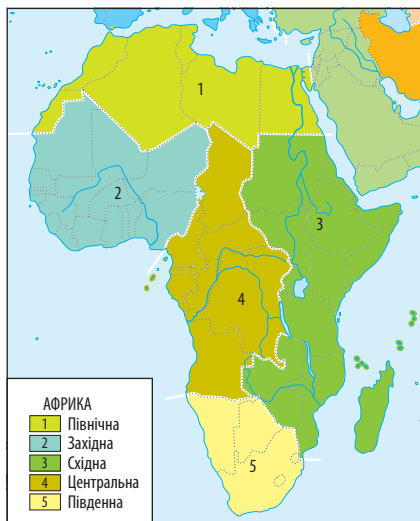 1
2
3
4
5
АФРИКА
1 Північна
2 Західна
3 Східна
4 Центральна
5 Південна